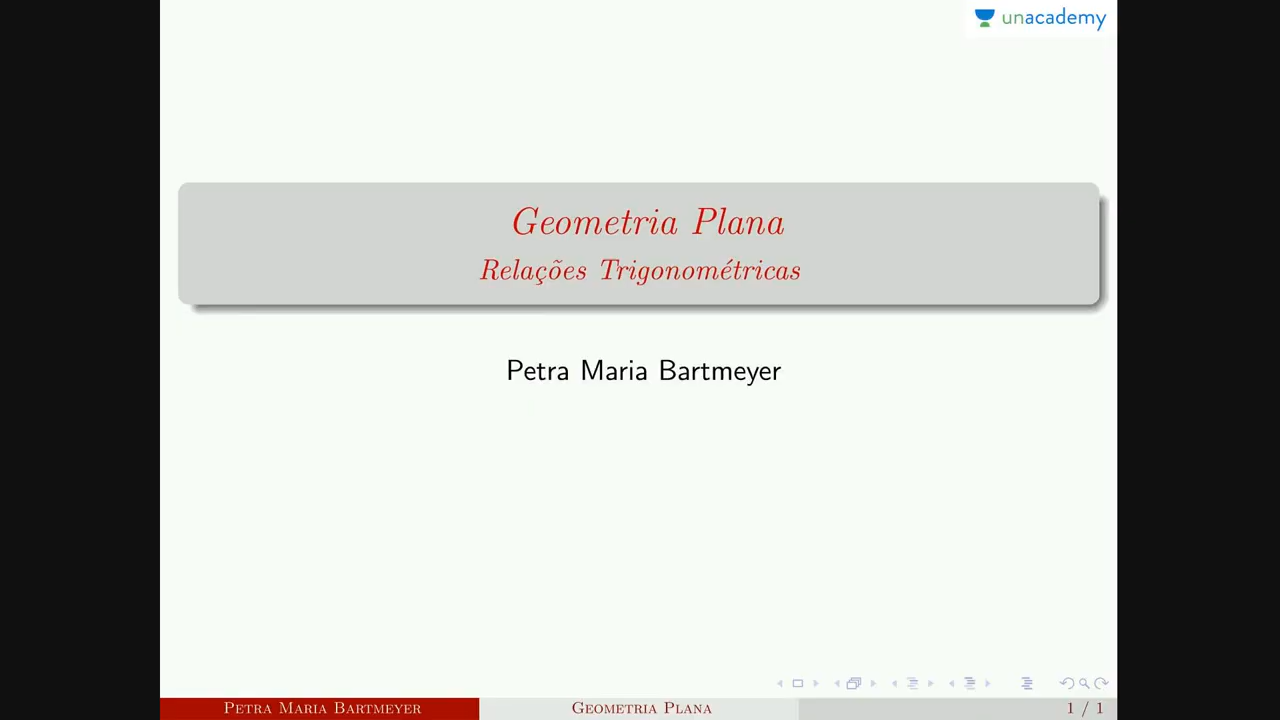 unacademy
Geometria Plana
Relações Trigonométricas
Petra Maria Bartmeyer
Petra Maria Bartmeyer Geometria Plana 1 / 1